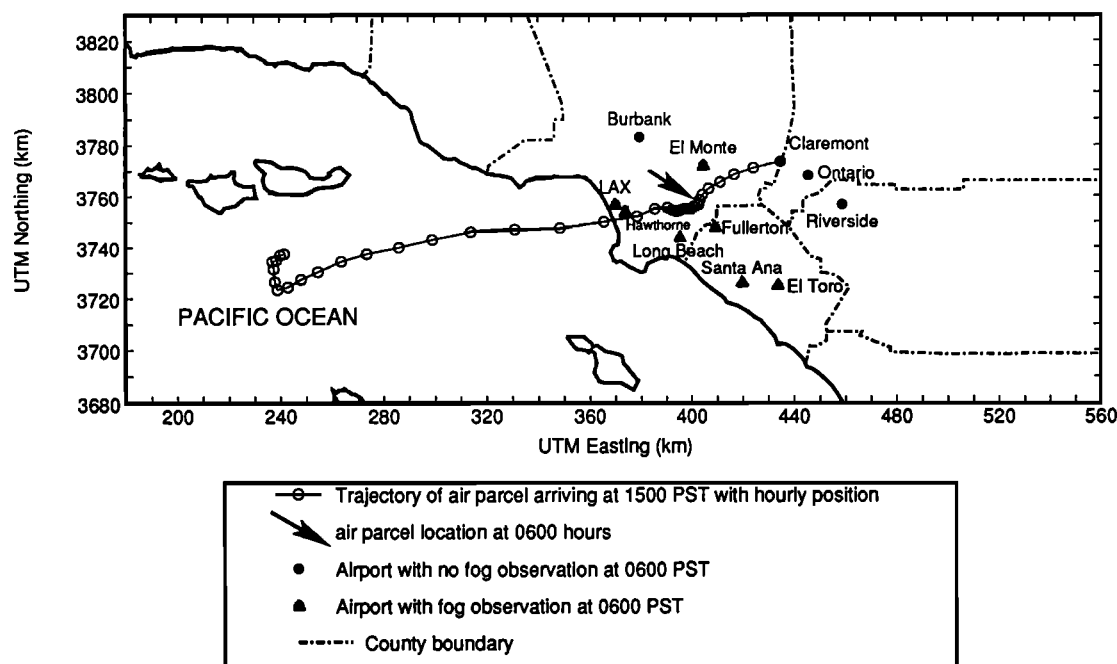 3820
3800
3780
3760
3740
3720
3700
3680
UTM Northing (km)
Burbank
El Monte
Claremont
Ontario
LAX
Hawthorne
Fullerton
Riverside
Long Beach
Santa Ana
El Toro
PACIFIC OCEAN
200 240 280 320 360 400 440 480 520 560
UTM Easting (km)
Trajectory of air parcel arriving at 1500 PST with hourly position
air parcel location at 0600 hours
Airport with no fog observation at 0600 PST
Airport with fog observation at 0600 PST
County boundary